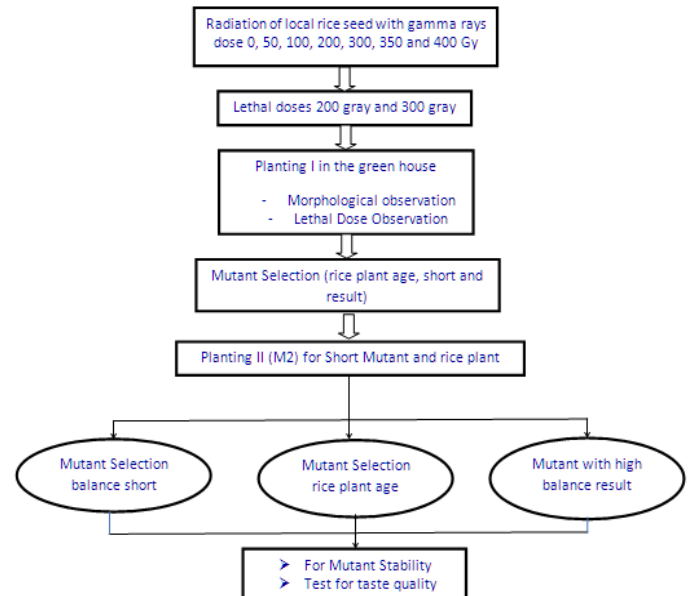 Radiation of local rice seed with gamma rays
dose 0, 50, 100, 200, 300, 350 and 400 Gy
Lethal doses 200 gray and 300 gray
Planting I in the green house
- Morphological observation
- Lethal Dose Observation
Mutant Selection (rice plant age, short and
result)
Planting II (M2) for Short Mutant and rice plant
Mutant Selection
balance short
Mutant Selection
rice plant age
Mutant with high
balance result
➤ For Mutant Stability
➤ Test for taste quality